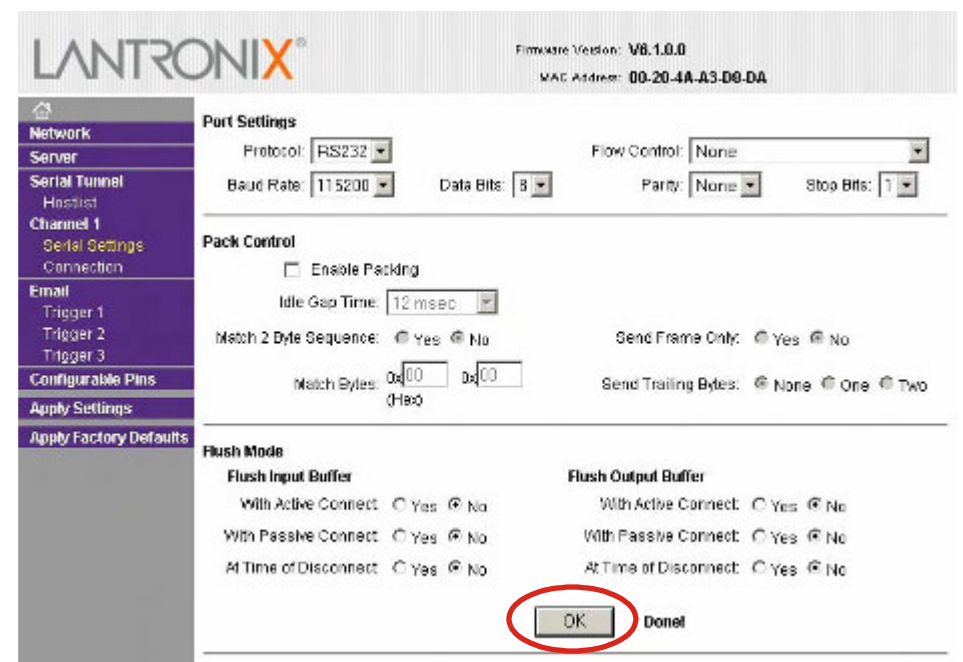 LANTRONIX®
Firmware Version: V6.1.0.0
MAC Address: 00-20-4A-A3-D9-DA
Network
Server
Serial Tunnel
Hostlist
Channel 1
Serial Settings
Connection
Email
Trigger 1
Trigger 2
Trigger 3
Configurable Pins
Apply Settings
Apply Factory Defaults
Port Settings
Protocol: RS232 Flow Control: None
Baud Rate: 115200 Data Bits: 8 Parity: None Stop Bits: 1
Pack Control
Enable Packing
Idle Gap Time: 12 msec
Match 2 Byte Sequence: Yes No Send Frame Only: Yes No
Match Bytes: 0x00 0x00 Send Trailing Bytes: None One Two
(Hex)
Flush Mode
Flush Input Buffer Flush Output Buffer
With Active Connect: Yes No With Active Connect: Yes No
With Passive Connect: Yes No With Passive Connect: Yes No
At Time of Disconnect: Yes No At Time of Disconnect: Yes No
OK Done!